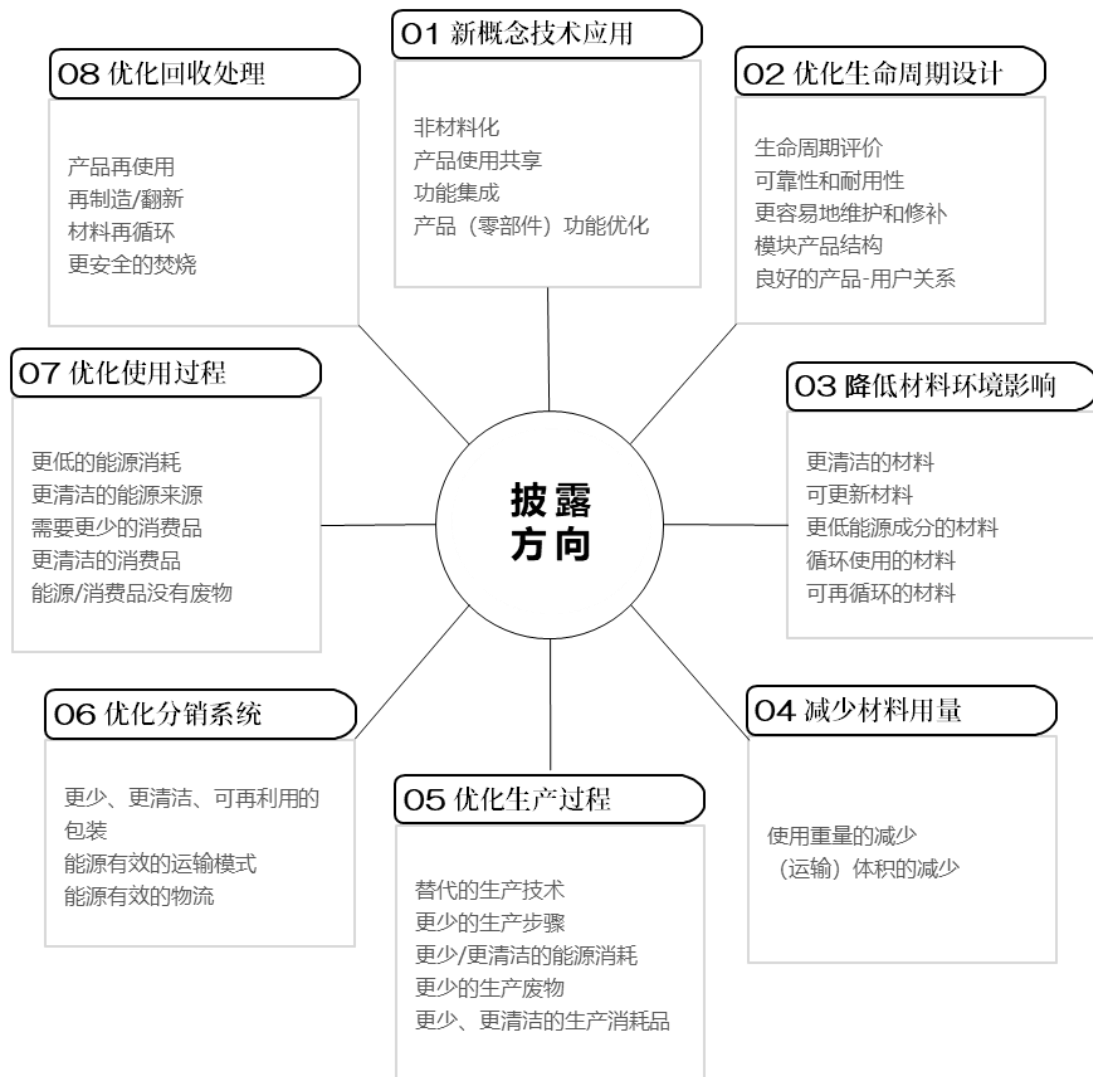 01 新概念技术应用
非材料化
产品使用共享
功能集成
产品（零部件）功能优化
02 优化生命周期设计
生命周期评价
可靠性和耐用性
更容易地维护和修补
模块产品结构
良好的产品-用户关系
03 降低材料环境影响
更清洁的材料
可更新材料
更低能源成分的材料
循环使用的材料
可再循环的材料
04 减少材料用量
使用重量的减少
（运输）体积的减少
05 优化生产过程
替代的生产技术
更少的生产步骤
更少/更清洁的能源消耗
更少的生产废物
更少、更清洁的生产消耗品
06 优化分销系统
更少、更清洁、可再利用的
包装
能源有效的运输模式
能源有效的物流
07 优化使用过程
更低的能源消耗
更清洁的能源来源
需要更少的消费品
更清洁的消费品
能源/消费品没有废物
08 优化回收处理
产品再使用
再制造/翻新
材料再循环
更安全的焚烧
披露
方向